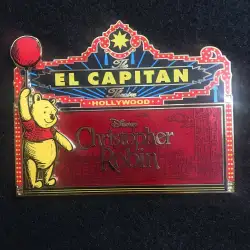 The
EL CAPITAN
Theatre
HOLLYWOOD
Disney
Christopher
Robin